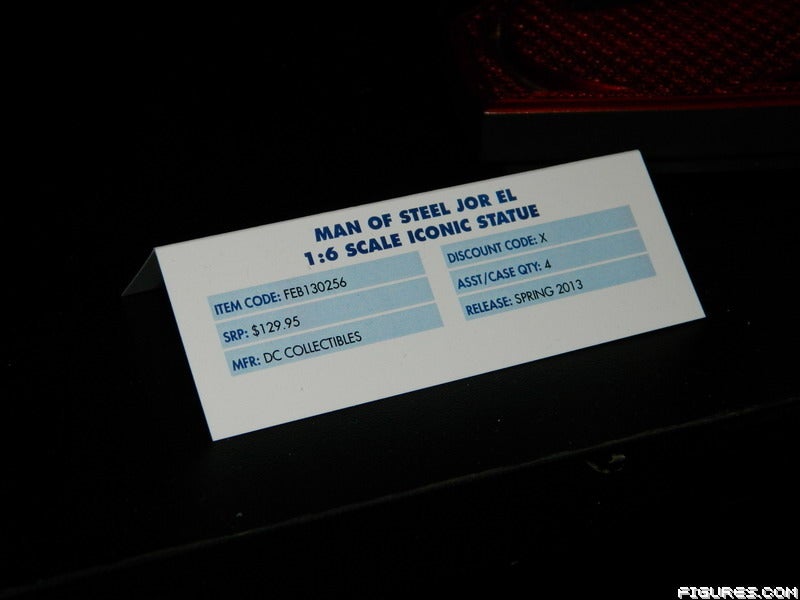 MAN OF STEEL JOR EL
1:6 SCALE ICONIC STATUE
ITEM CODE: FEB130256
SRP: $129.95
MFR: DC COLLECTIBLES
DISCOUNT CODE: X
ASST/CASE QTY: 4
RELEASE: SPRING 2013
FIGURES.COM